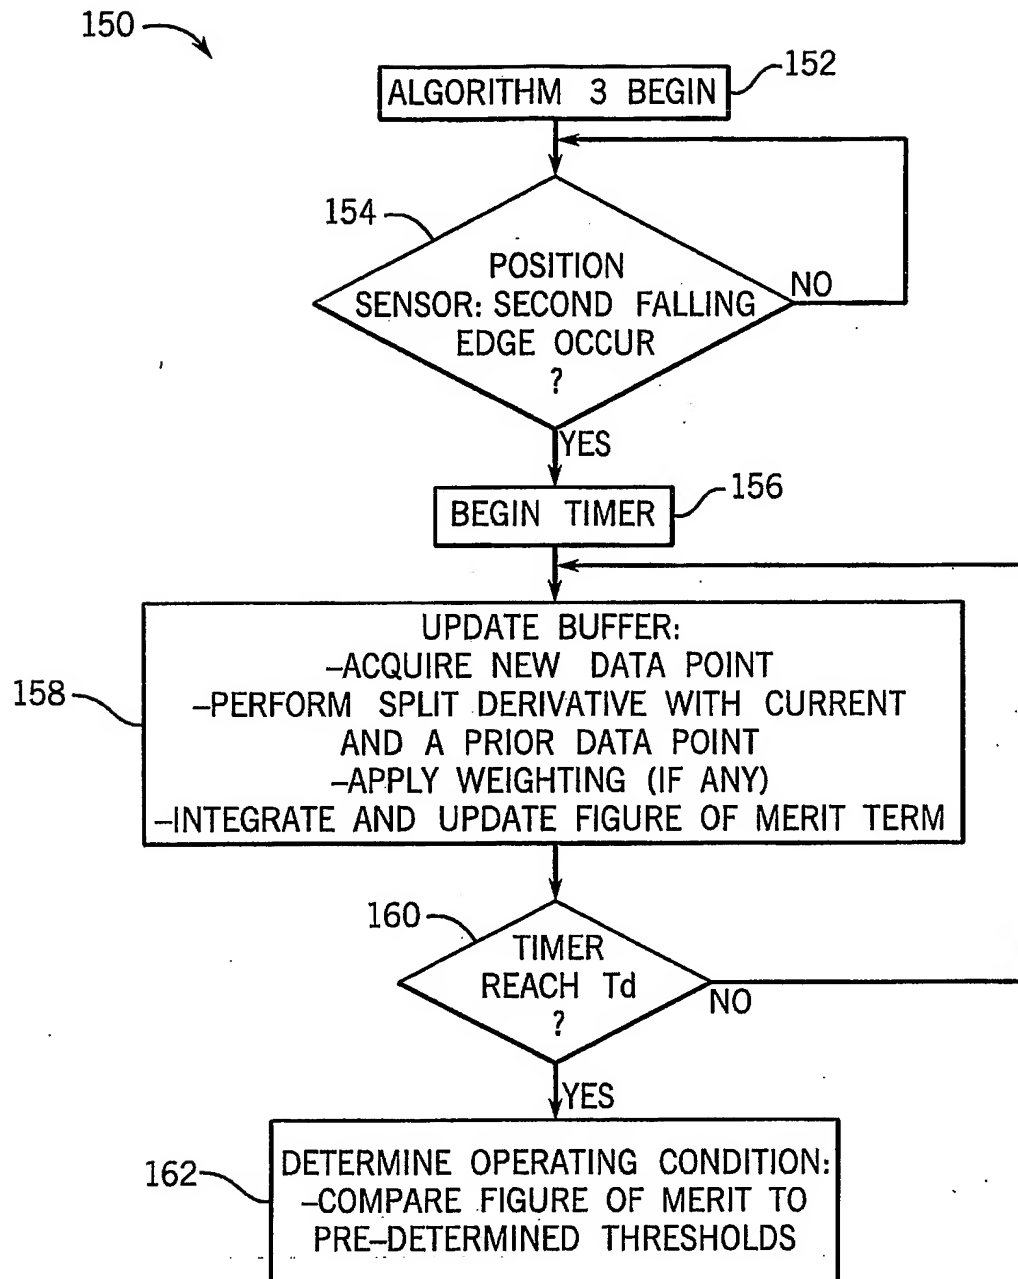 150
ALGORITHM 3 BEGIN
152
154
POSITION
SENSOR: SECOND FALLING
EDGE OCCUR
?
NO
YES
BEGIN TIMER
156
158
UPDATE BUFFER:
–ACQUIRE NEW DATA POINT
–PERFORM SPLIT DERIVATIVE WITH CURRENT
AND A PRIOR DATA POINT
–APPLY WEIGHTING (IF ANY)
–INTEGRATE AND UPDATE FIGURE OF MERIT TERM
160
TIMER
REACH Td
?
NO
YES
162
DETERMINE OPERATING CONDITION:
–COMPARE FIGURE OF MERIT TO
PRE–DETERMINED THRESHOLDS